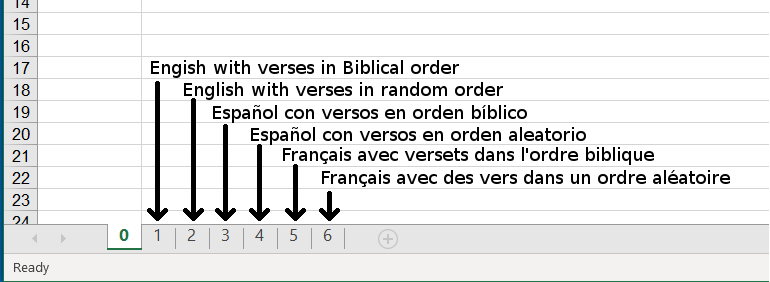 14
15
16
17 Engish with verses in Biblical order
18 English with verses in random order
19 Español con versos en orden bíblico
20 Español con versos en orden aleatorio
21 Français avec versets dans l'ordre biblique
22 Français avec des vers dans un ordre aléatoire
23
24
0 1 2 3 4 5 6
Ready